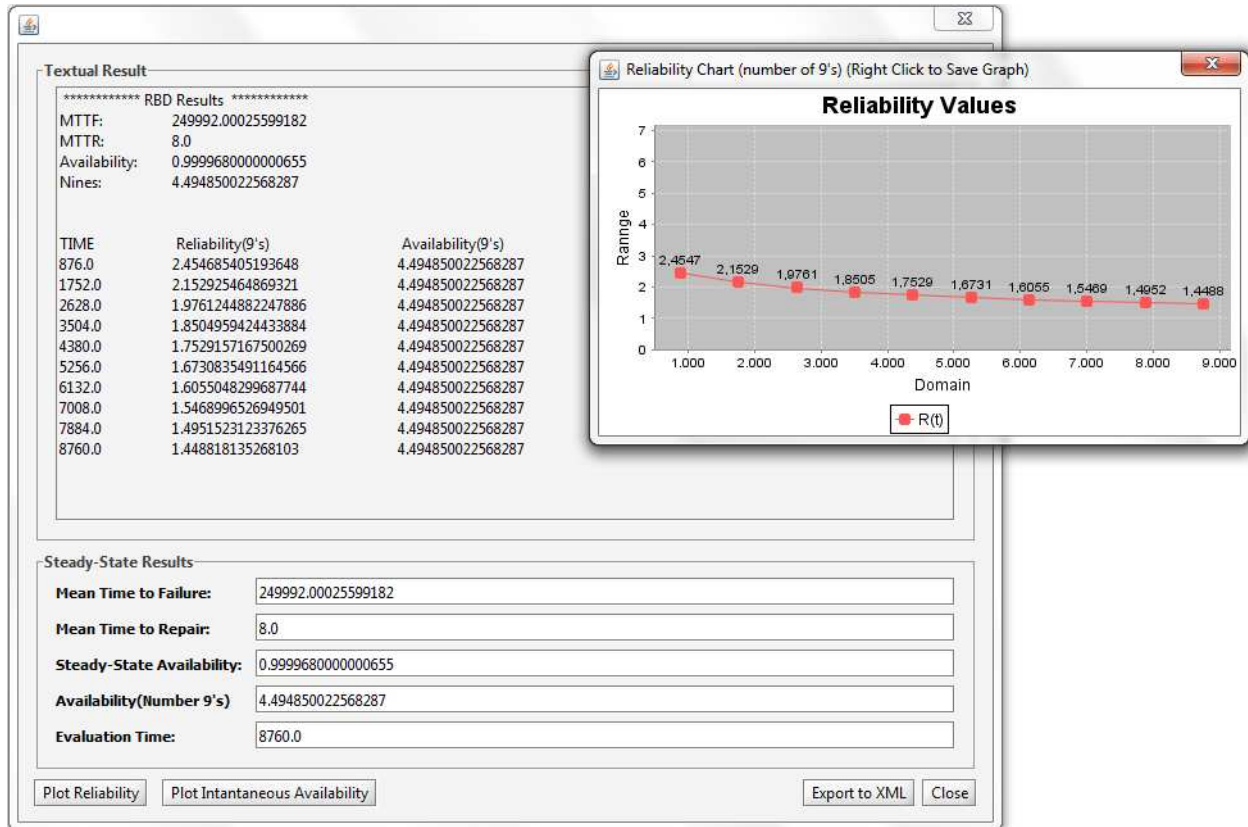 Textual Result
************ RBD Results ************
MTTF: 249992.00025599182
MTTR: 8.0
Availability: 0.9999680000000655
Nines: 4.494850022568287
TIME Reliability(9's) Availability(9's)
876.0 2.454685405193648 4.494850022568287
1752.0 2.152925464869321 4.494850022568287
2628.0 1.9761244882247886 4.494850022568287
3504.0 1.8504959424433884 4.494850022568287
4380.0 1.7529157167500269 4.494850022568287
5256.0 1.6730835491164566 4.494850022568287
6132.0 1.6055048299687744 4.494850022568287
7008.0 1.5468996526949501 4.494850022568287
7884.0 1.4951523123376265 4.494850022568287
8760.0 1.448818135268103 4.494850022568287
Reliability Chart (number of 9's) (Right Click to Save Graph)
Reliability Values
7
6
5
4
3
2
1
0
Rannge
2,4547 2,1529 1,9761 1,8505 1,7529 1,6731 1,6055 1,5469 1,4952 1,4488
1.000 2.000 3.000 4.000 5.000 6.000 7.000 8.000 9.000
Domain
R(t)
Steady-State Results
Mean Time to Failure: 249992.00025599182
Mean Time to Repair: 8.0
Steady-State Availability: 0.9999680000000655
Availability(Number 9's) 4.494850022568287
Evaluation Time: 8760.0
Plot Reliability Plot Intantaneous Availability Export to XML Close